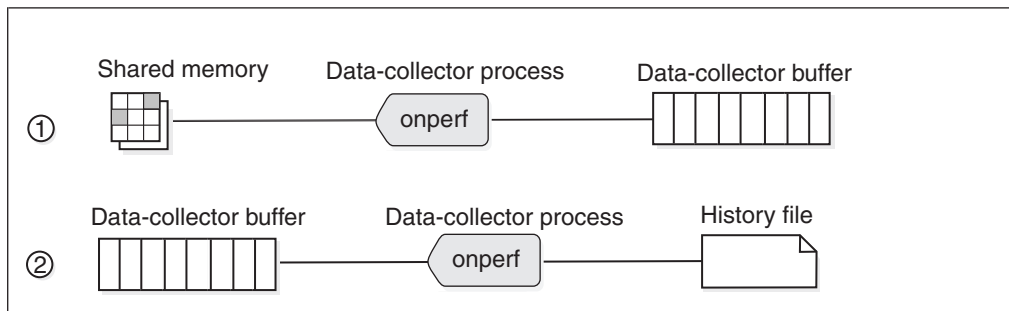 Shared memory
Data-collector process
Data-collector buffer
① onperf
Data-collector buffer
Data-collector process
History file
② onperf